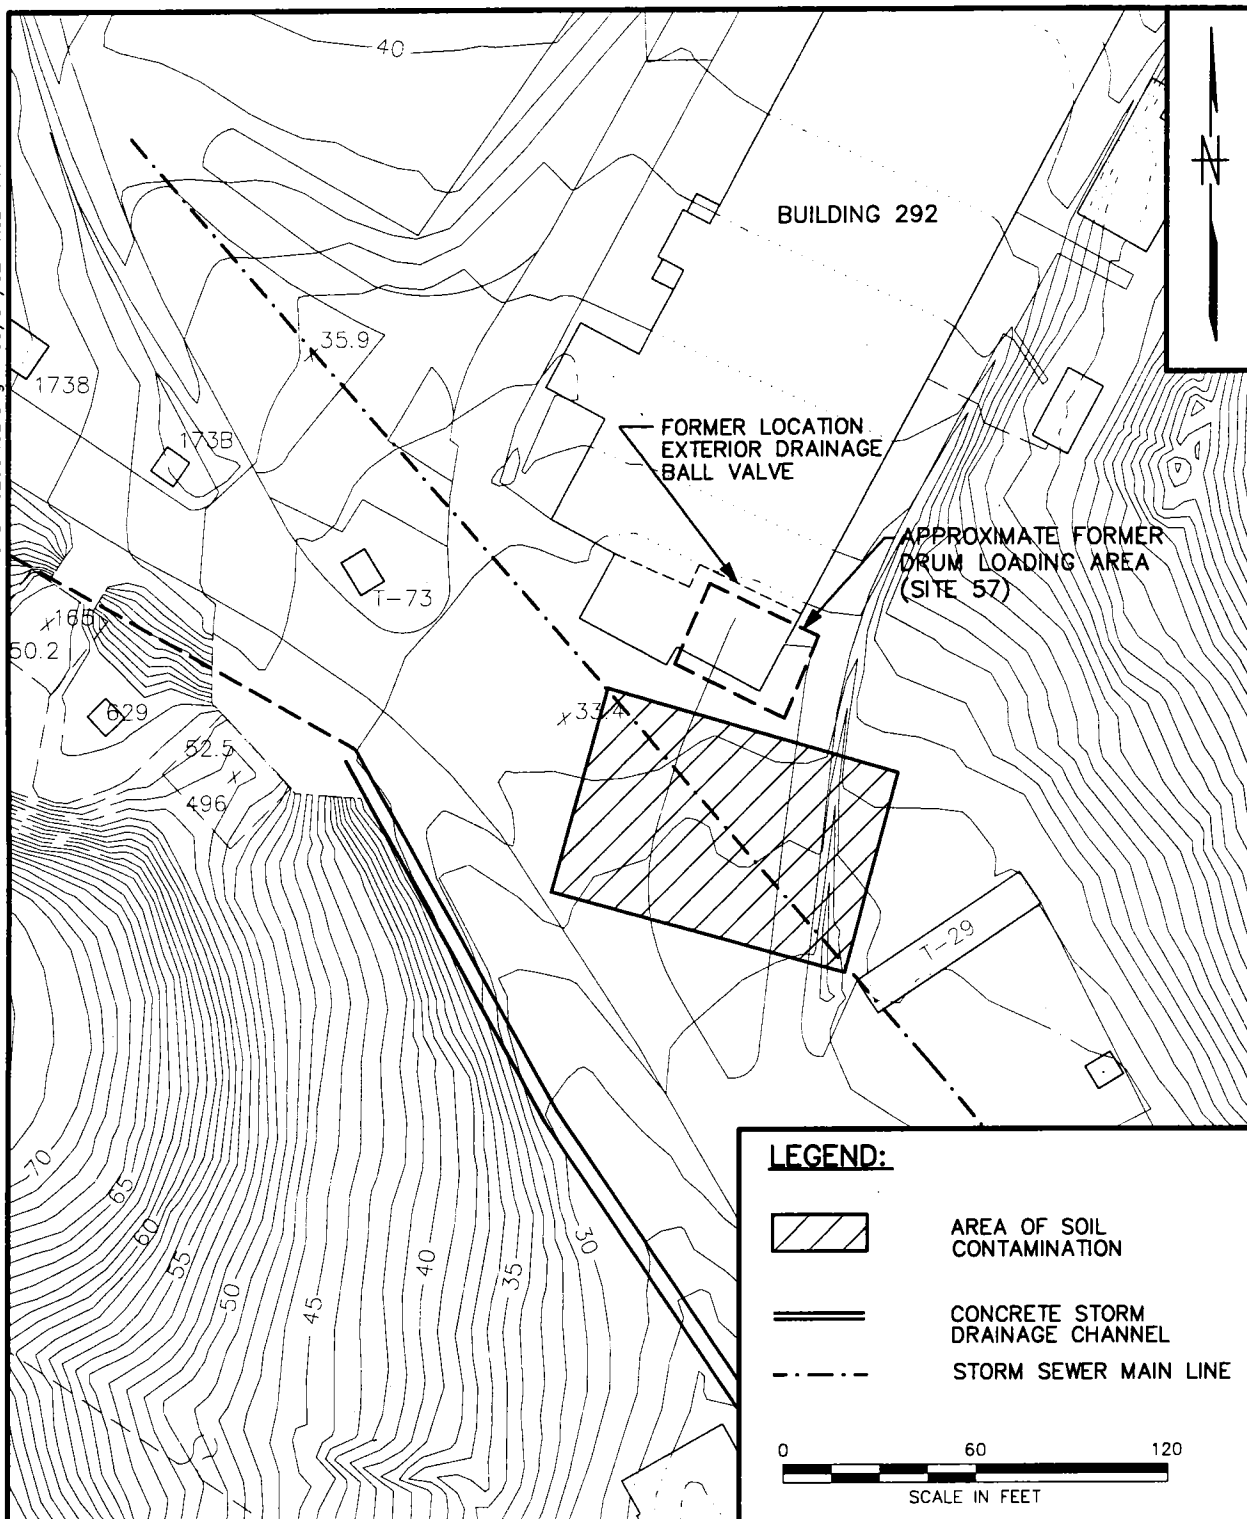 40
N
BUILDING 292
35.9
173B
173B
FORMER LOCATION
EXTERIOR DRAINAGE
BALL VALVE
APPROXIMATE FORMER
DRUM LOADING AREA
(SITE 57)
T-73
165
50.2
629
33.4
52.5
496
T-29
70
65
60
55
50
45
40
35
30
LEGEND:
AREA OF SOIL
CONTAMINATION
CONCRETE STORM
DRAINAGE CHANNEL
STORM SEWER MAIN LINE
0 60 120
SCALE IN FEET